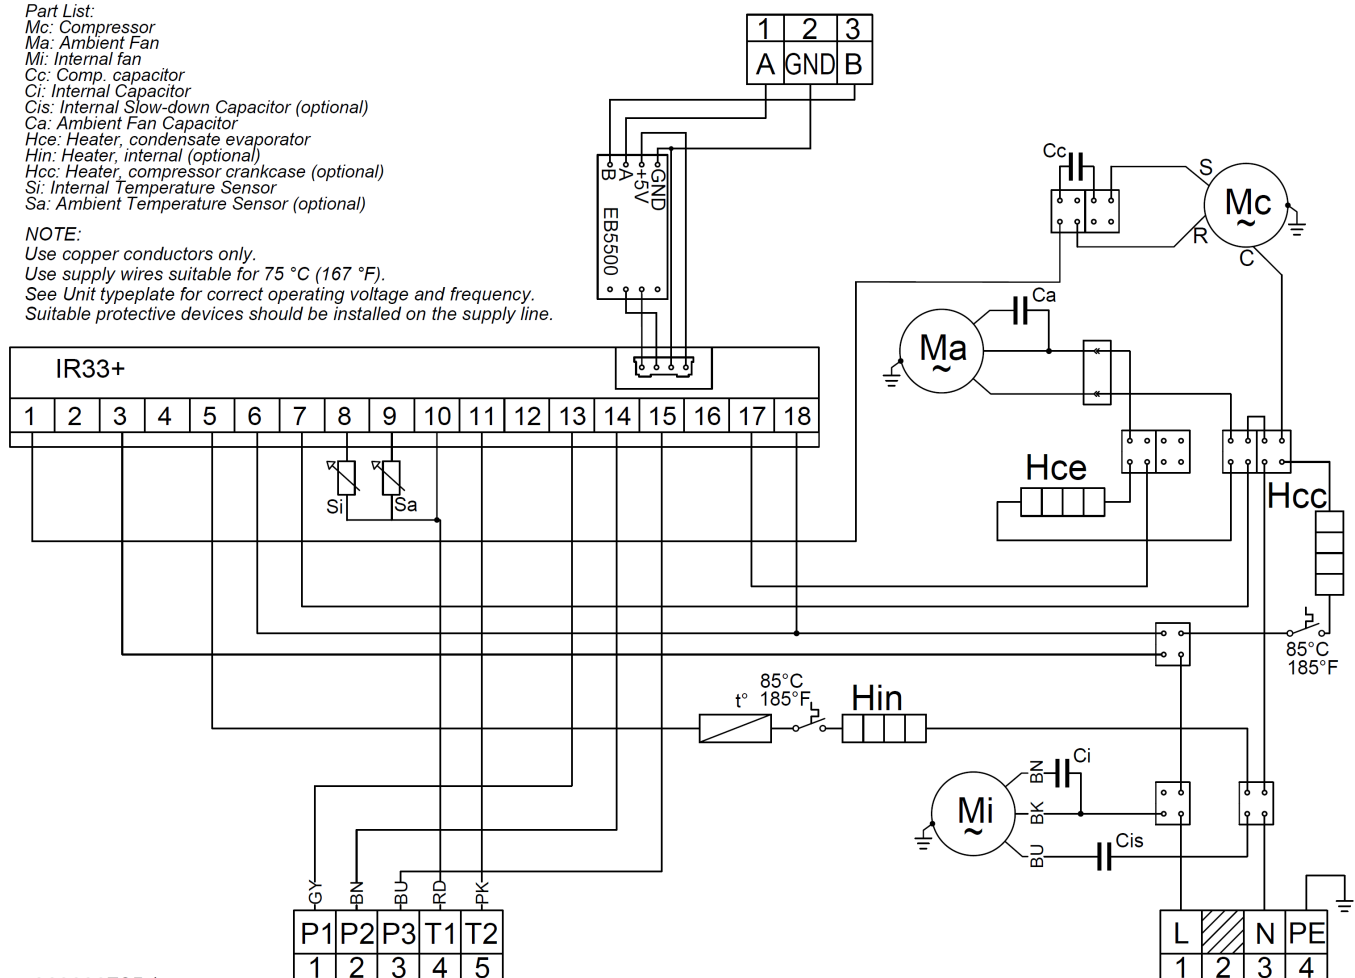 Part List:
Mc: Compressor
Ma: Ambient Fan
Mi: Internal fan
Cc: Comp. capacitor
Ci: Internal Capacitor
Cis: Internal Slow-down Capacitor (optional)
Ca: Ambient Fan Capacitor
Hce: Heater, condensate evaporator
Hin: Heater, internal (optional)
Hcc: Heater, compressor crankcase (optional)
Si: Internal Temperature Sensor
Sa: Ambient Temperature Sensor (optional)
NOTE:
Use copper conductors only.
Use supply wires suitable for 75 °C (167 °F).
See Unit typeplate for correct operating voltage and frequency.
Suitable protective devices should be installed on the supply line.
1 2 3
A GND B
B A +5V GND
EB5500
Cc
S
Mc
~
R
C
Ca
Ma
~
IR33+
1 2 3 4 5 6 7 8 9 10 11 12 13 14 15 16 17 18
Si
Sa
Hce
Hcc
85°C
185°F
t°
85°C
185°F
Hin
BN
Ci
Mi
~
BK
BU
Cis
GY BN BU RD PK
P1 P2 P3 T1 T2
1 2 3 4 5
L N PE
1 2 3 4